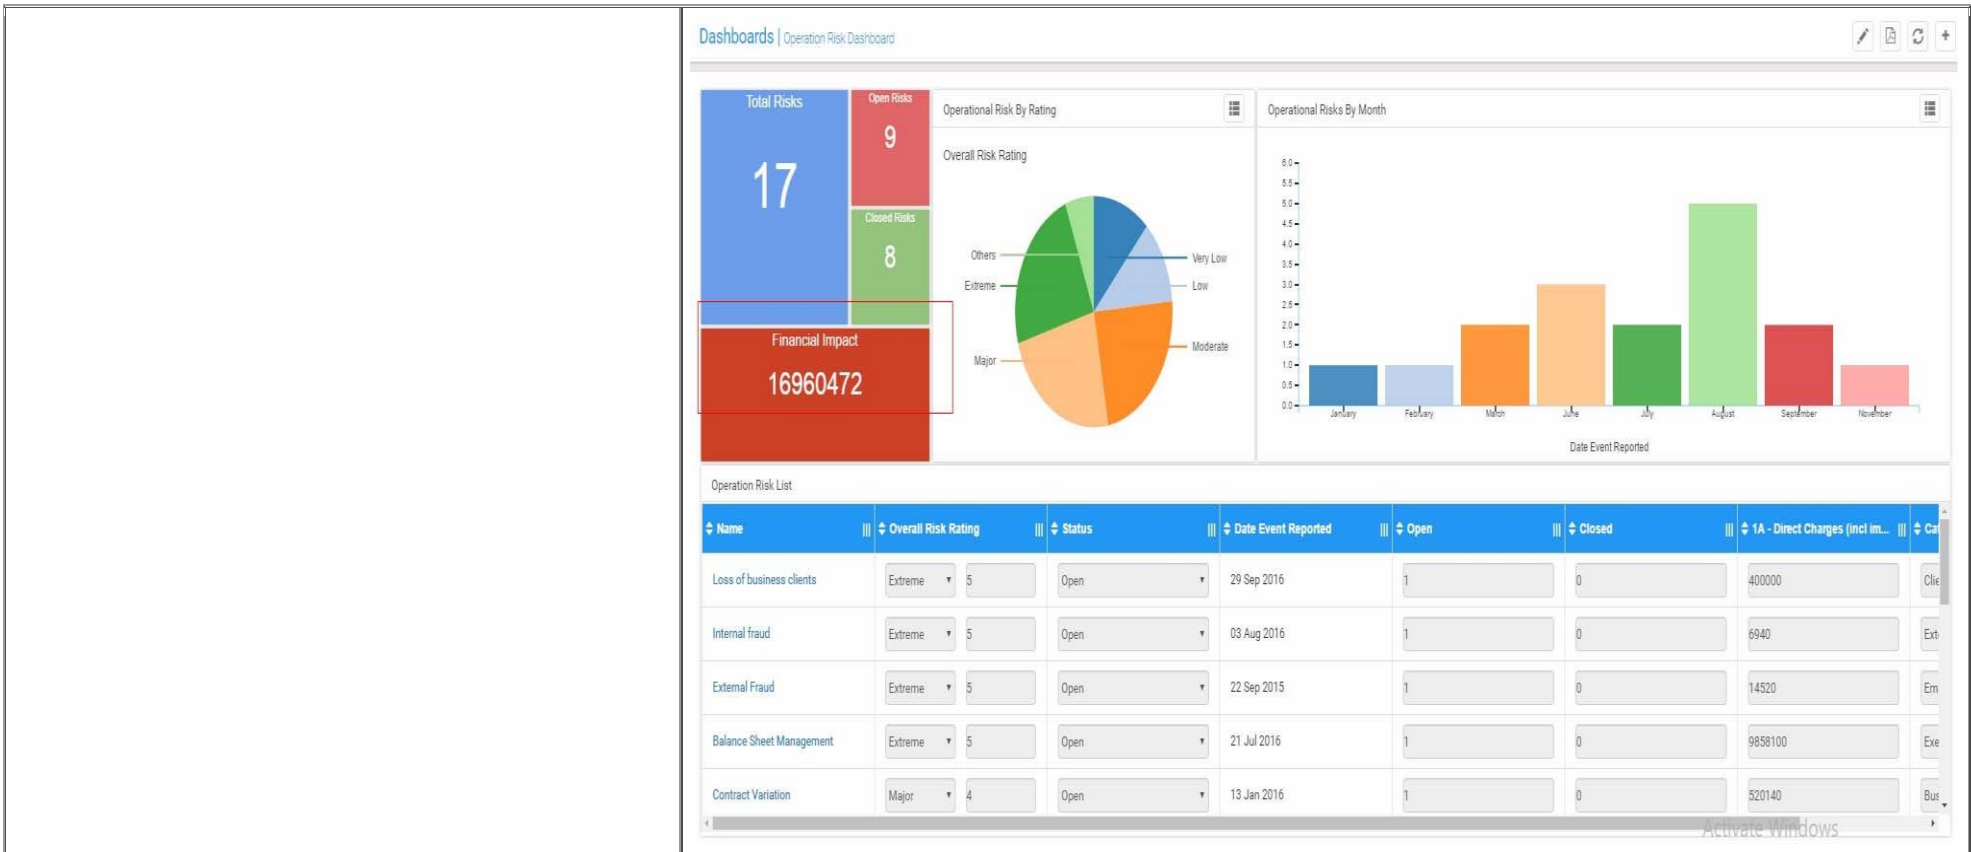 Dashboards | Operation Risk Dashboard
Total Risks
17
Open Risks
9
Closed Risks
8
Financial Impact
16960472
Operational Risk By Rating
Overall Risk Rating
Others
Extreme
Major
Very Low
Low
Moderate
Operational Risks By Month
6.0
5.5
5.0
4.5
4.0
3.5
3.0
2.5
2.0
1.5
1.0
0.5
0.0
January February March June July August September November
Date Event Reported
Operation Risk List
Name Overall Risk Rating Status Date Event Reported Open Closed 1A - Direct Charges (incl im... Cat
Loss of business clients Extreme 5 Open 29 Sep 2016 1 0 400000 Clie
Internal fraud Extreme 5 Open 03 Aug 2016 1 0 6940 Ext
External Fraud Extreme 5 Open 22 Sep 2015 1 0 14520 Em
Balance Sheet Management Extreme 5 Open 21 Jul 2016 1 0 9858100 Exe
Contract Variation Major 4 Open 13 Jan 2016 1 0 520140 Bus
Activate Windows